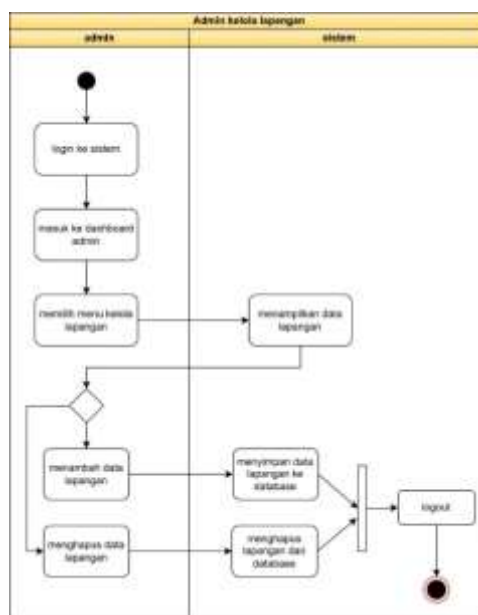 Admin kelola lapangan
admin
sistem
login ke sistem
masuk ke dashboard
admin
memilih menu kelola
lapangan
menampilkan data
lapangan
menambah data
lapangan
menyimpan data
lapangan ke
database
logout
menghapus data
lapangan
menghapus
lapangan dari
database